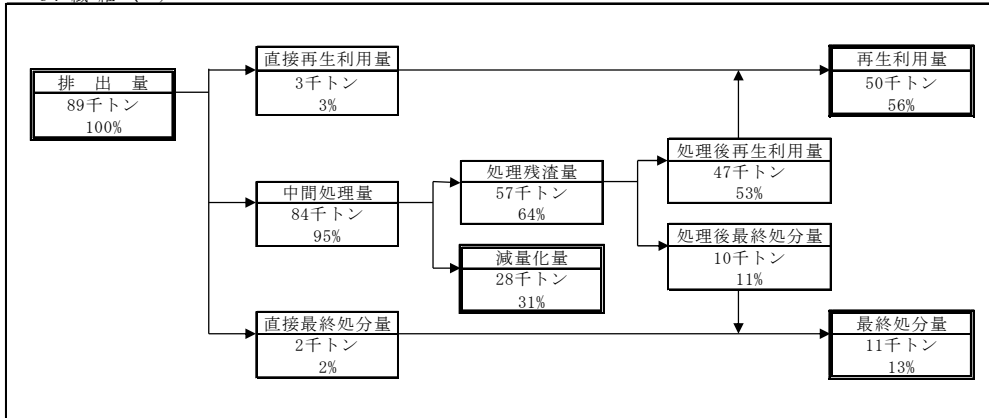 直接再生利用量
3千トン
3%
再生利用量
50千トン
56%
排 出 量
89千トン
100%
処理後再生利用量
47千トン
53%
処理残渣量
57千トン
64%
中間処理量
84千トン
95%
処理後最終処分量
10千トン
11%
減量化量
28千トン
31%
直接最終処分量
2千トン
2%
最終処分量
11千トン
13%